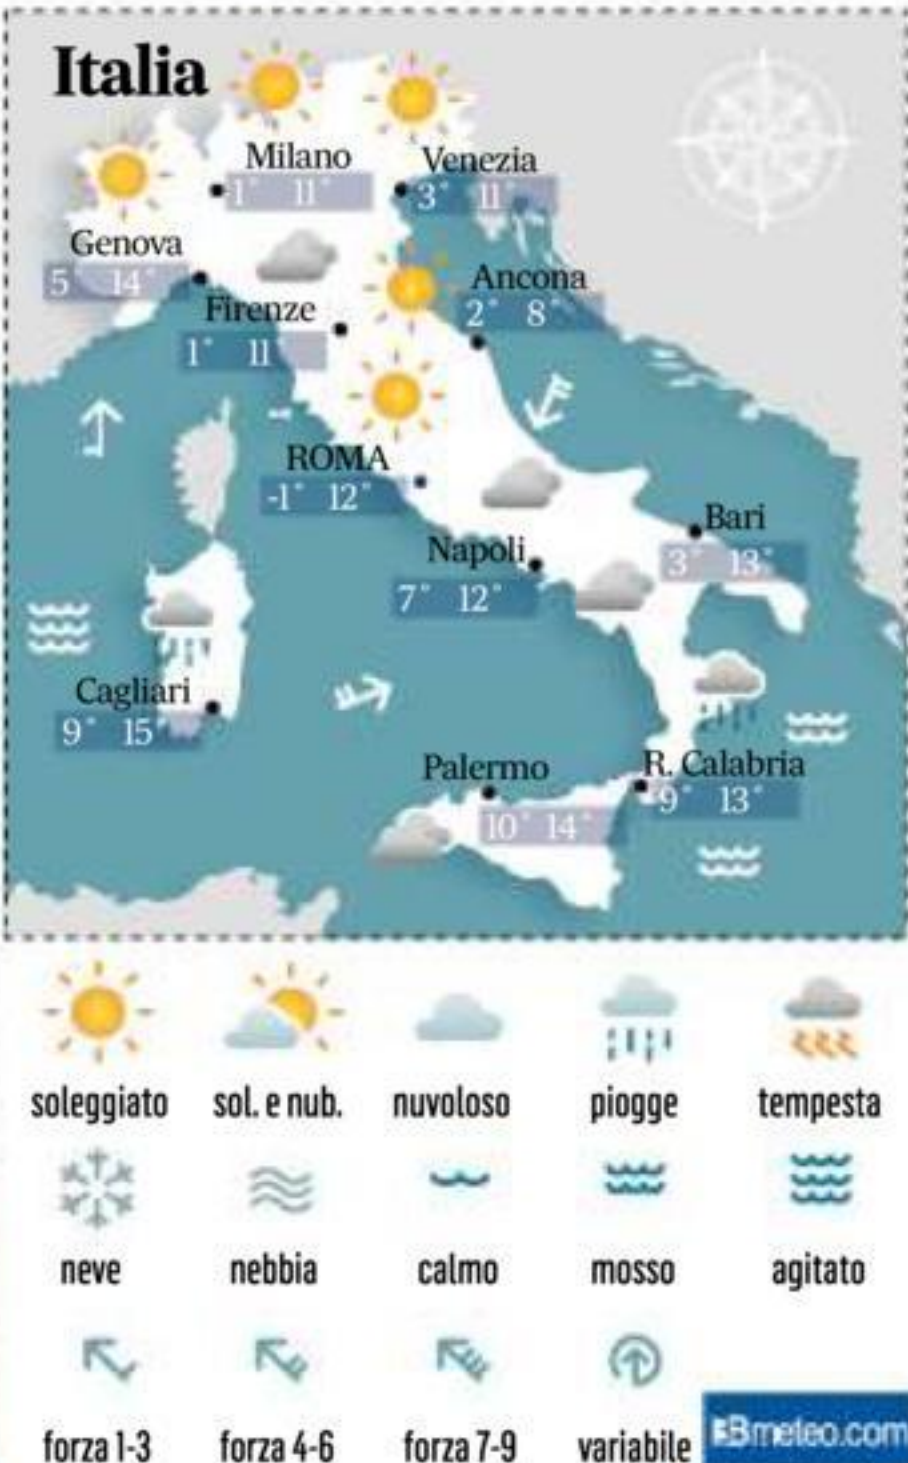 Italia
Milano
1° 11°
Venezia
3° 11°
Genova
5 14°
Ancona
2° 8°
Firenze
1° 11
ROMA
-1° 12°
Bari
3° 13°
Napoli
7° 12°
Cagliari
9° 15°
Palermo
10° 14°
R. Calabria
9° 13°
soleggiato sol. e nub. nuvoloso piogge tempesta
neve nebbia calmo mosso agitato
forza 1-3 forza 4-6 forza 7-9 variabile
3Bmeteo.com